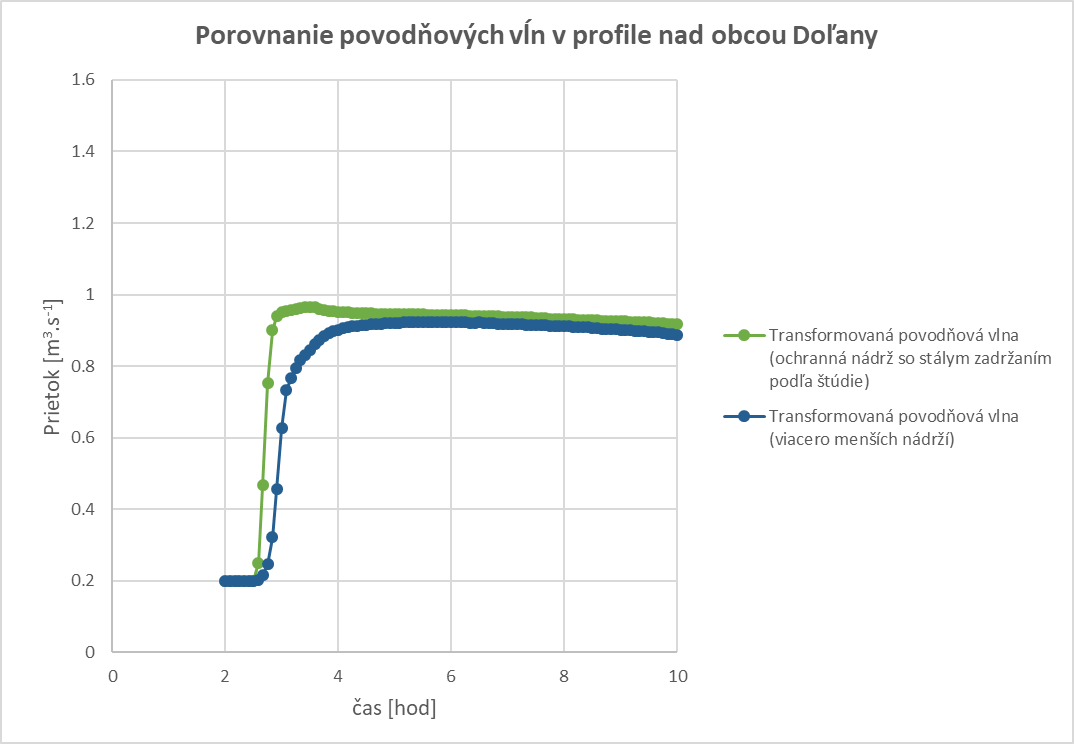 Porovnanie povodňových vĺn v profile nad obcou Doľany
1.6
1.4
1.2
1
0.8
0.6
0.4
0.2
0
Prietok [m³.s⁻¹]
0 2 4 6 8 10
čas [hod]
Transformovaná povodňová vlna
(ochranná nádrž so stálym zadržaním
podľa štúdie)
Transformovaná povodňová vlna
(viacero menších nádrží)